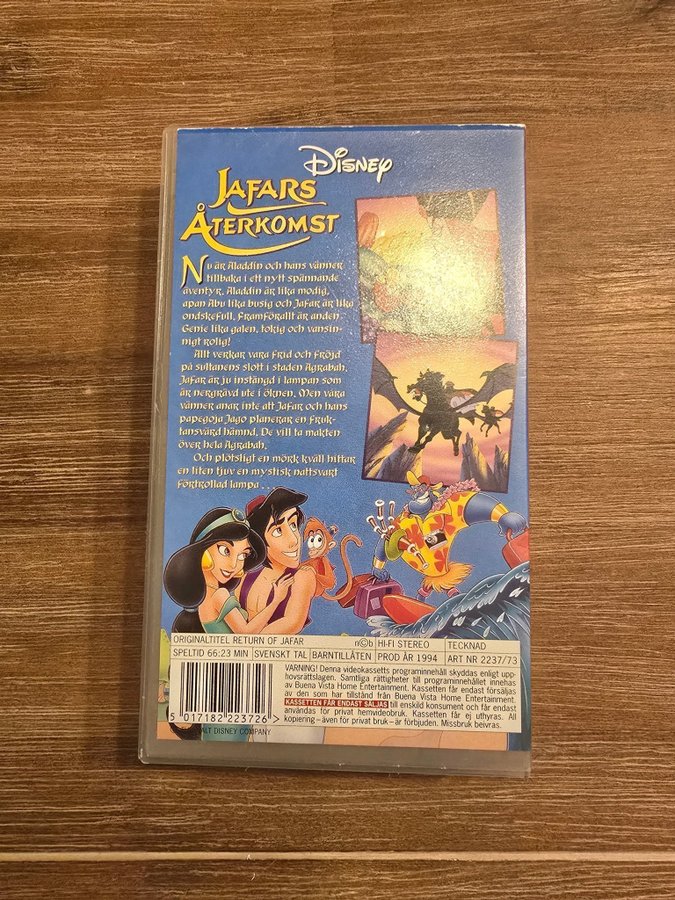 Disney
JAFARS
ÅTERKOMST
Nu är Aladdin och hans vänner
tillbaka i ett nytt spännande
äventyr. Aladdin är lika modig,
apan Abu lika busig och Jafar är lika
ondskefull. Framförallt är anden
Genie lika galen, tokig och vansin-
nigt rolig!
Allt verkar vara frid och fröjd
på sultanens slott i staden Agrabah.
Jafar är ju instängd i lampan som
är nergrävd ute i öknen. Men våra
vänner anar inte att Jafar och hans
papegoja Jago planerar en fruk-
tansvärd hämnd. De vill ta makten
över hela Agrabah.
Och plötsligt en mörk kväll hittar
en liten tjuv en mystisk nattsvart
förtrollad lampa . . .
ORIGINALTITEL RETURN OF JAFAR
n©b HI-FI STEREO TECKNAD
SPELTID 66:23 MIN SVENSKT TAL BARNTILLÅTEN PROD ÅR 1994 ART NR 2237/73
VARNING! Denna videokassetts programinnehåll skyddas enligt upp-
hovsrättslagen. Samtliga rättigheter till programinnehållet innehas
av Buena Vista Home Entertainment. Kassetten får endast försäljas
av den som har tillstånd från Buena Vista Home Entertainment.
KASSETTEN FÅR ENDAST SÄLJAS till enskild konsument och får endast
användas för privat hemvideobruk. Kassetten får ej uthyras. All
kopiering – även för privat bruk – är förbjuden. Missbruk beivras.
5 017182 223726 >
ALT DISNEY COMPANY